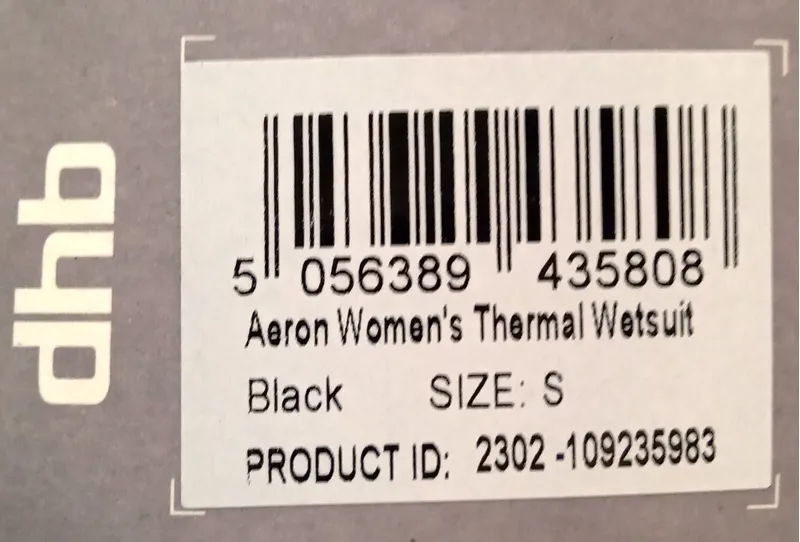 dhb
5 056389 435808
Aeron Women's Thermal Wetsuit
Black SIZE: S
PRODUCT ID: 2302-109235983